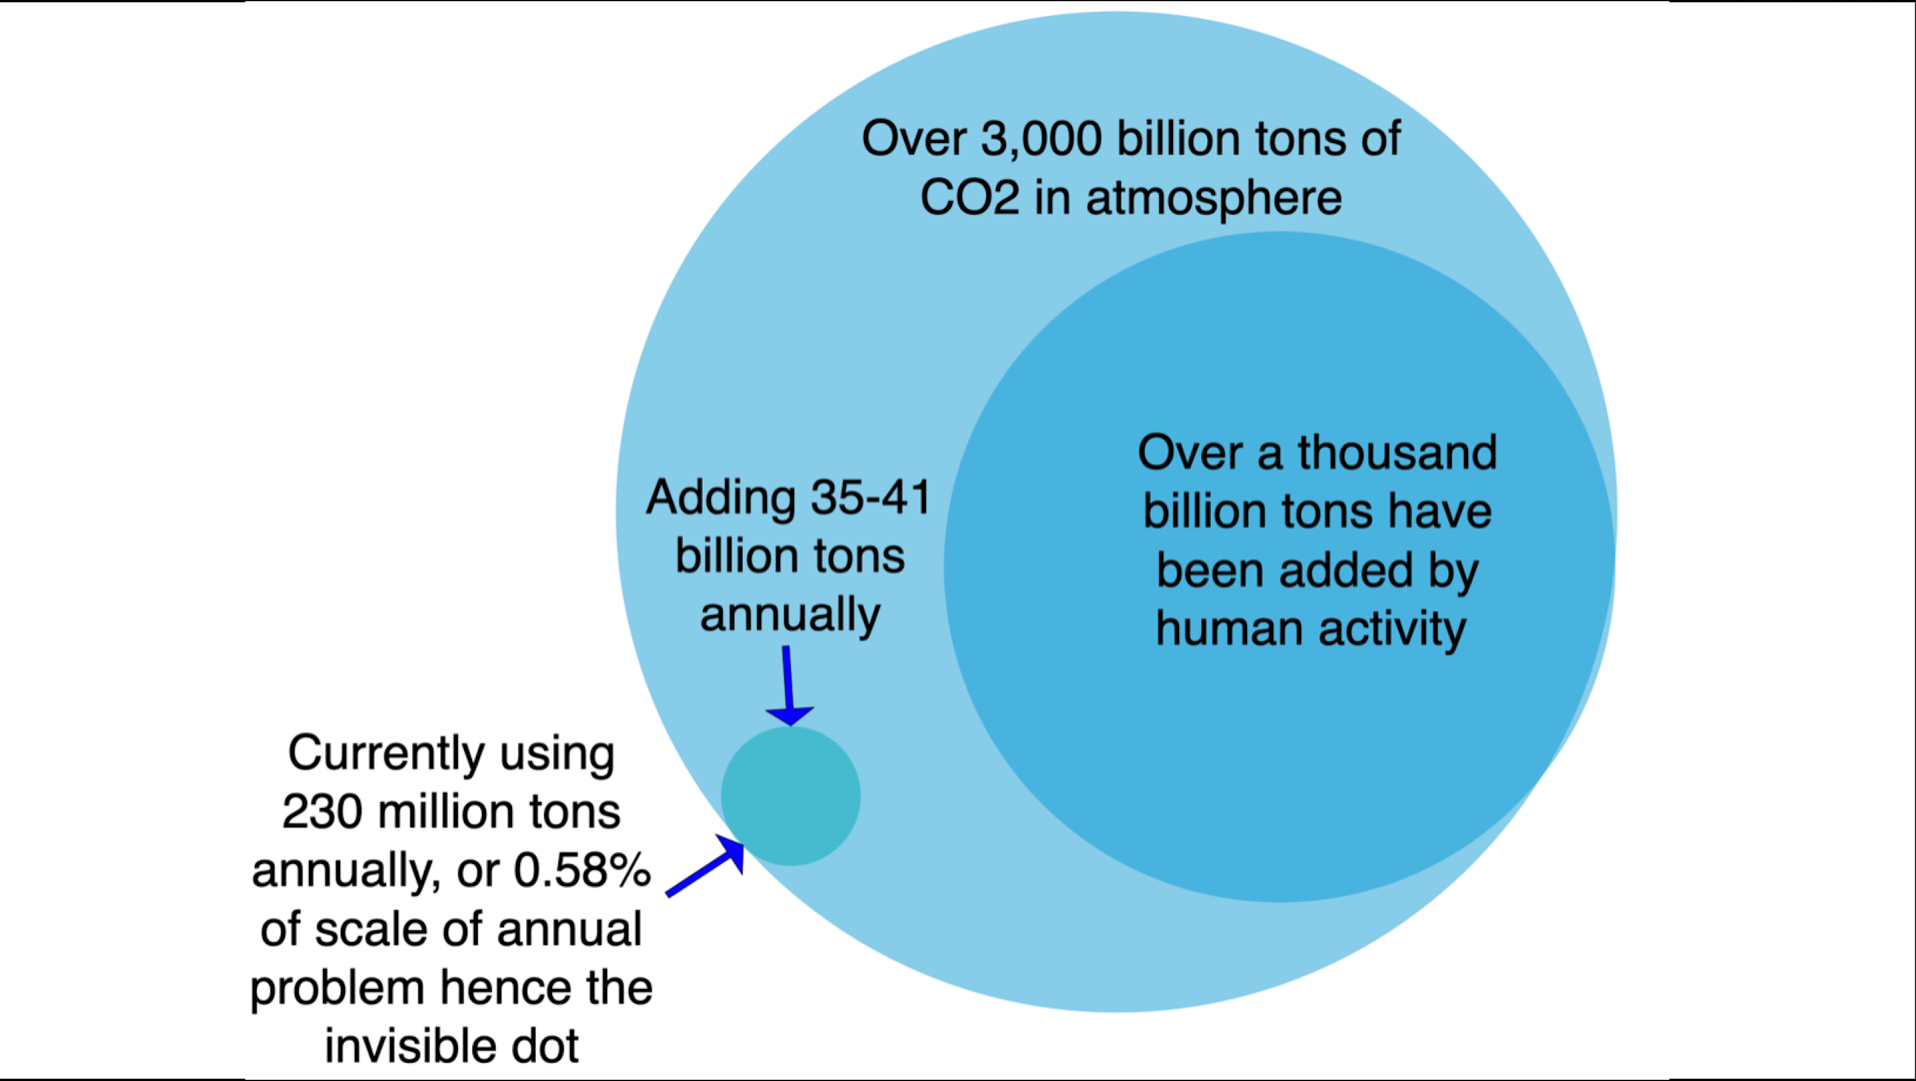 Over 3,000 billion tons of
CO2 in atmosphere
Over a thousand
billion tons have
been added by
human activity
Adding 35-41
billion tons
annually
Currently using
230 million tons
annually, or 0.58%
of scale of annual
problem hence the
invisible dot